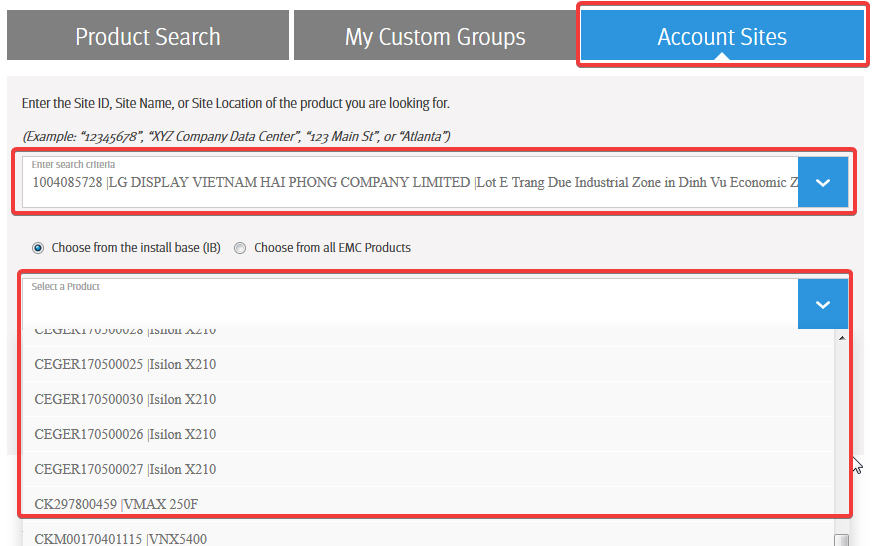 Product Search
My Custom Groups
Account Sites
Enter the Site ID, Site Name, or Site Location of the product you are looking for.
(Example: “12345678”, “XYZ Company Data Center”, “123 Main St”, or “Atlanta”)
Enter search criteria
1004085728 |LG DISPLAY VIETNAM HAI PHONG COMPANY LIMITED |Lot E Trang Due Industrial Zone in Dinh Vu Economic Z
Choose from the install base (IB)
Choose from all EMC Products
Select a Product
CEGER170500028 |Isilon X210
CEGER170500025 |Isilon X210
CEGER170500030 |Isilon X210
CEGER170500026 |Isilon X210
CEGER170500027 |Isilon X210
CK297800459 |VMAX 250F
CKM00170401115 |VNX5400